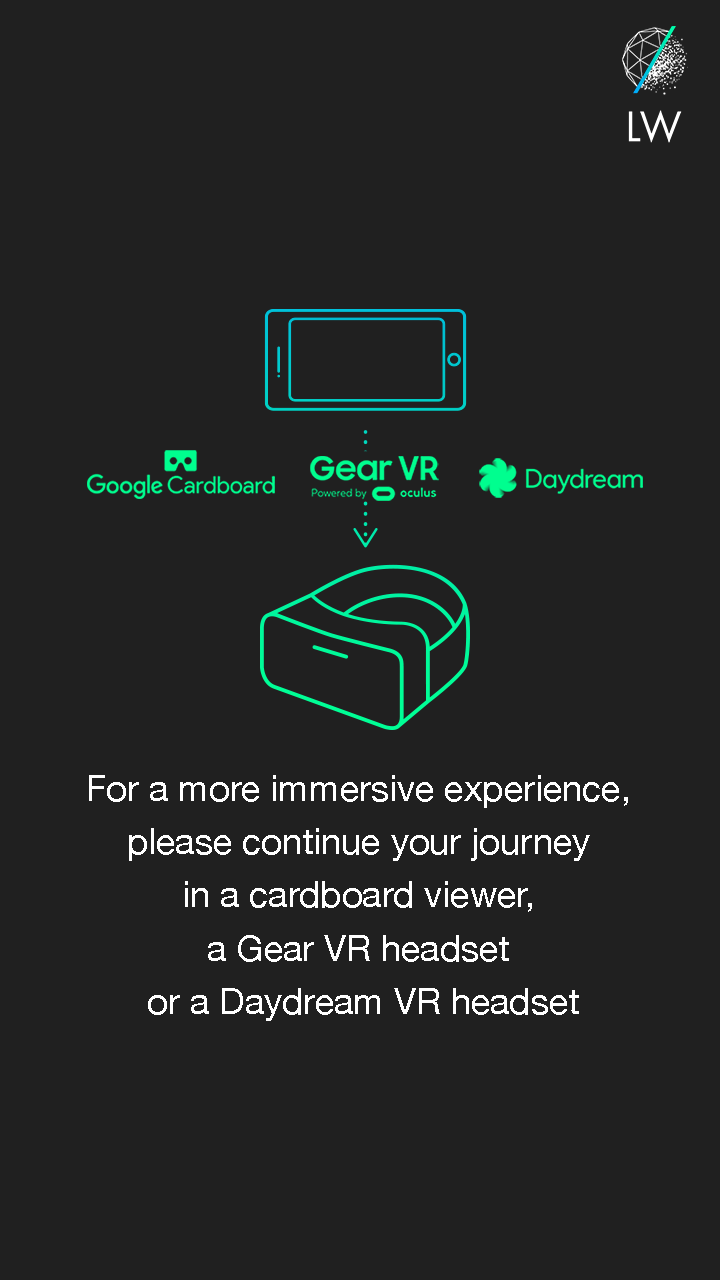 LW
Google Cardboard
Gear VR
Powered by oculus
Daydream
For a more immersive experience,
please continue your journey
in a cardboard viewer,
a Gear VR headset
or a Daydream VR headset